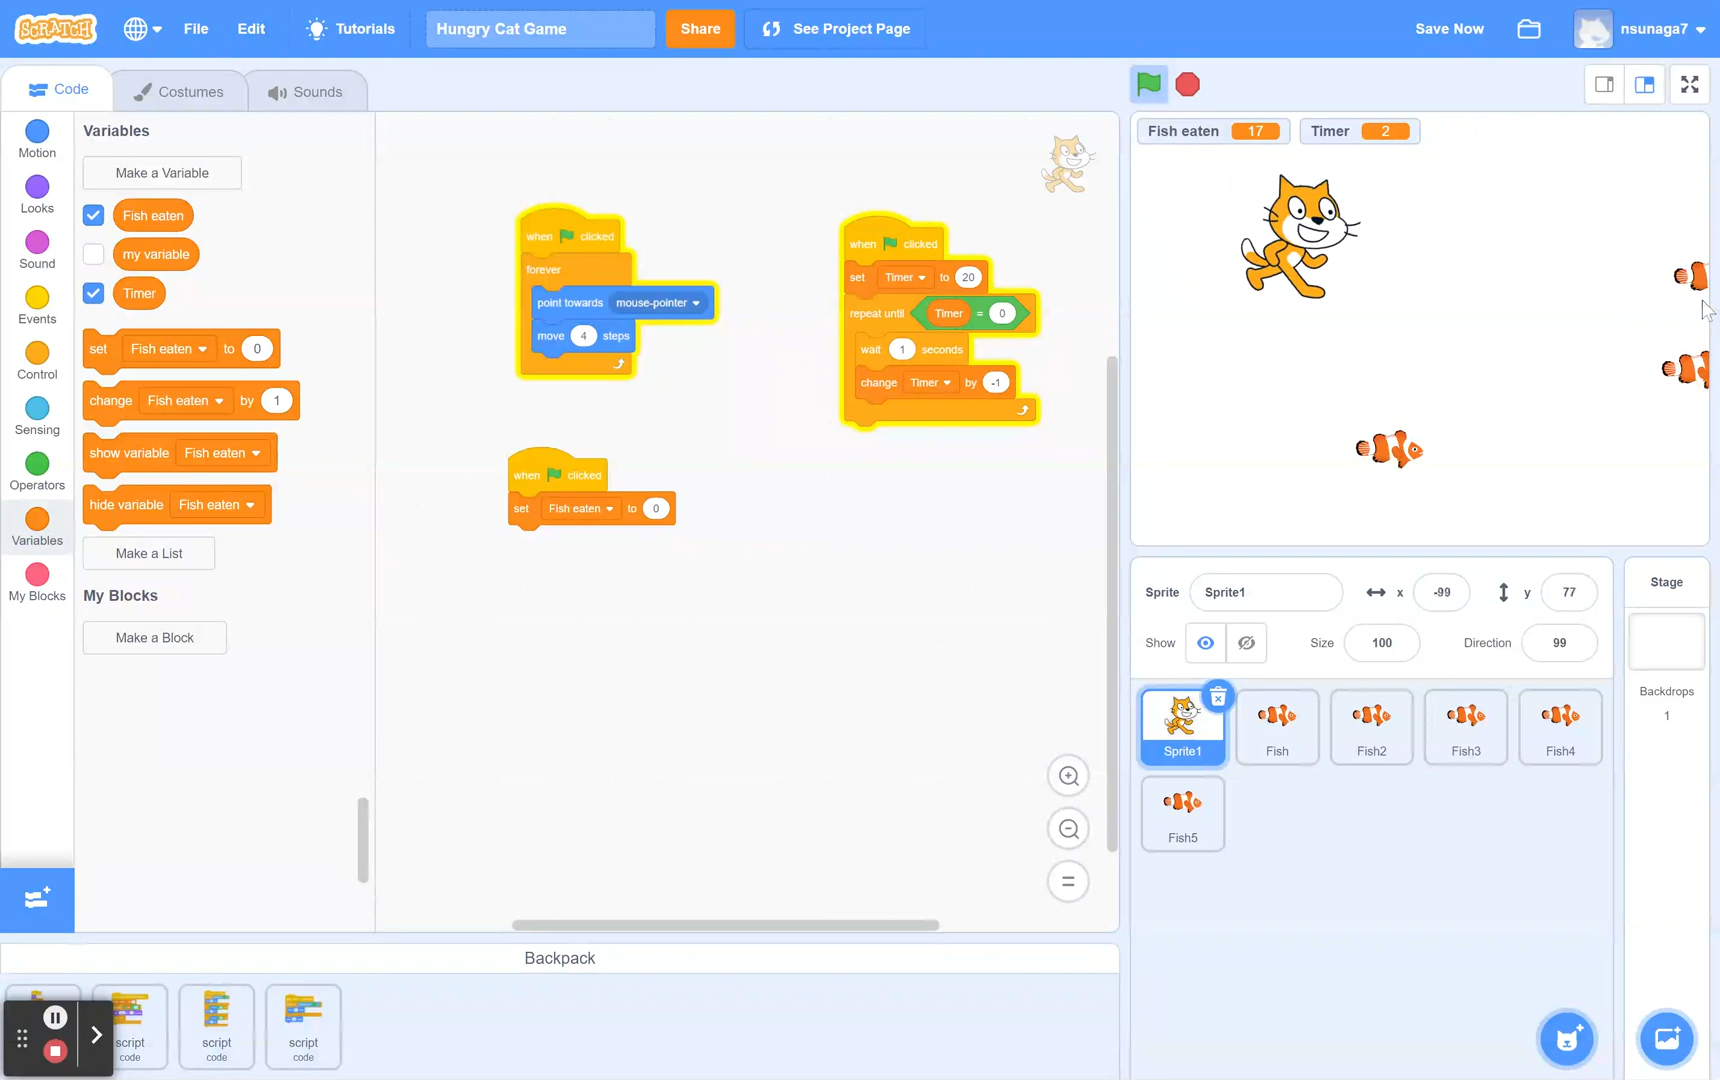 SCRATCH
File
Edit
Tutorials
Hungry Cat Game
Share
See Project Page
Save Now
nsunaga7
Code
Costumes
Sounds
Motion
Looks
Sound
Events
Control
Sensing
Operators
Variables
My Blocks
Variables
Make a Variable
Fish eaten
my variable
Timer
set Fish eaten to 0
change Fish eaten by 1
show variable Fish eaten
hide variable Fish eaten
Make a List
My Blocks
Make a Block
when clicked
forever
point towards mouse-pointer
move 4 steps
when clicked
set Fish eaten to 0
when clicked
set Timer to 20
repeat until Timer = 0
wait 1 seconds
change Timer by -1
Backpack
script
code
script
code
script
code
Fish eaten 17
Timer 2
Sprite Sprite1 x -99 y 77
Show Size 100 Direction 99
Sprite1
Fish
Fish2
Fish3
Fish4
Fish5
Stage
Backdrops
1